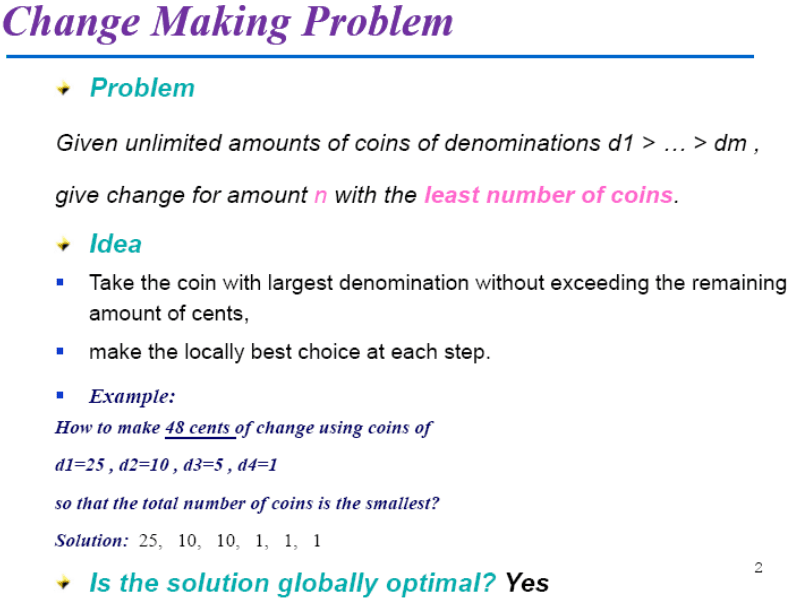 Change Making Problem
Problem
Given unlimited amounts of coins of denominations d1 > … > dm ,
give change for amount n with the least number of coins.
Idea
Take the coin with largest denomination without exceeding the remaining
amount of cents,
make the locally best choice at each step.
Example:
How to make 48 cents of change using coins of
d1=25 , d2=10 , d3=5 , d4=1
so that the total number of coins is the smallest?
Solution: 25, 10, 10, 1, 1, 1
2
Is the solution globally optimal? Yes